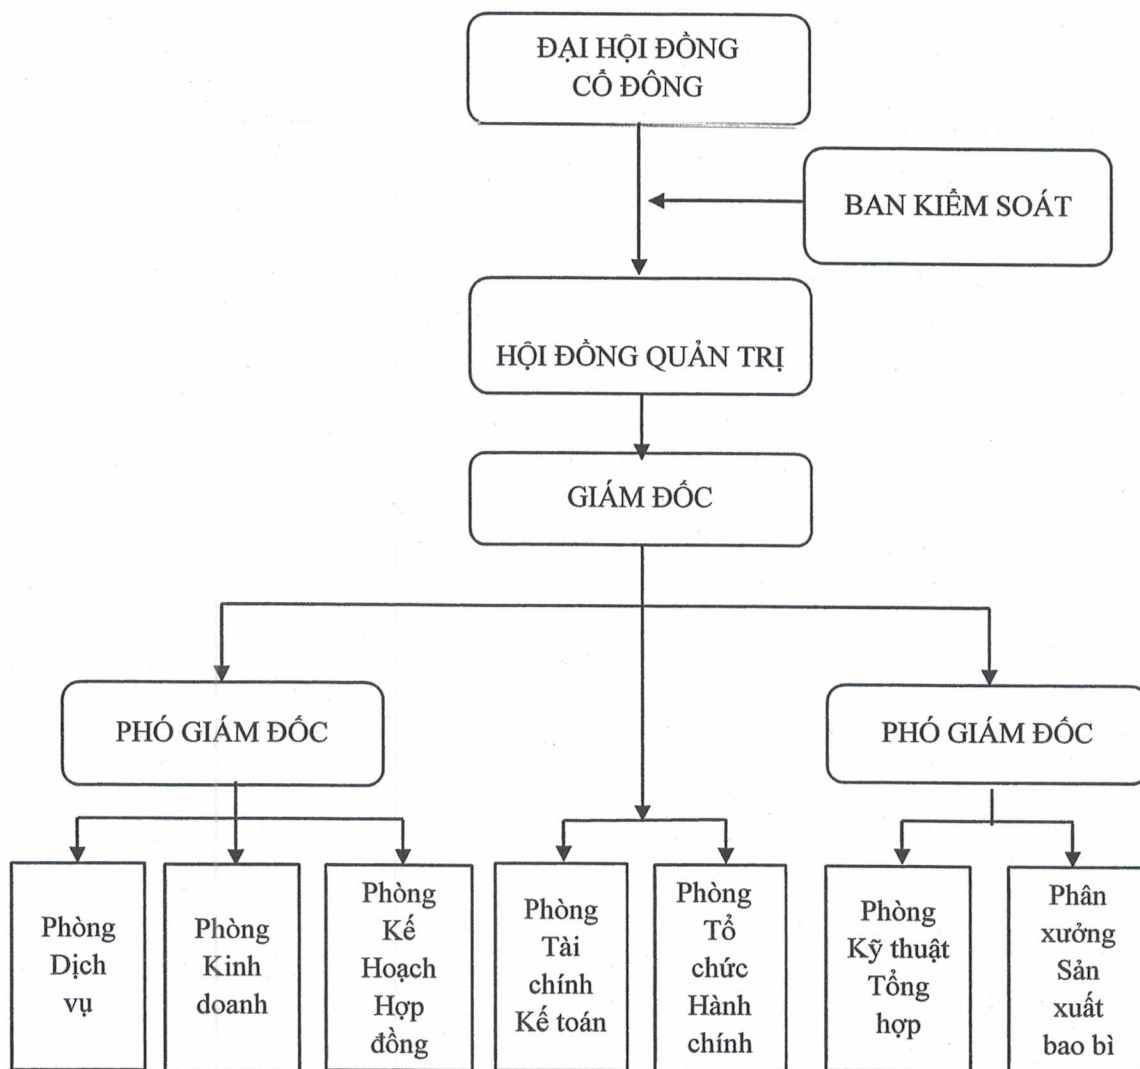 ĐẠI HỘI ĐỒNG
CỔ ĐÔNG
BAN KIỂM SOÁT
HỘI ĐỒNG QUẢN TRỊ
GIÁM ĐỐC
PHÓ GIÁM ĐỐC
PHÓ GIÁM ĐỐC
Phòng
Dịch
vụ
Phòng
Kinh
doanh
Phòng
Kế
Hoạch
Hợp
đồng
Phòng
Tài
chính
Kế toán
Phòng
Tổ
chức
Hành
chính
Phòng
Kỹ thuật
Tổng
hợp
Phân
xưởng
Sản
xuất
bao bì